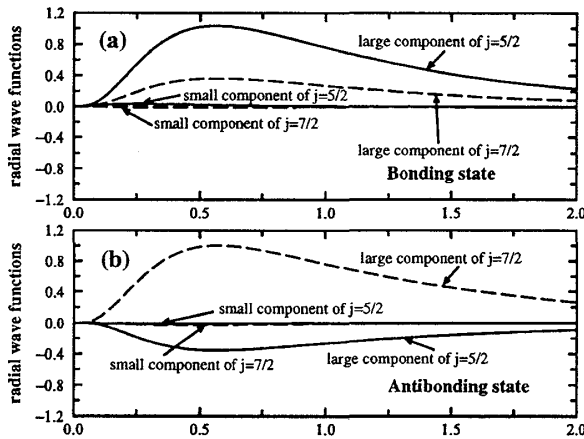 (a)
radial wave functions
1.2
0.8
0.4
0.0
−0.4
−0.8
−1.2
large component of j=5/2
small component of j=5/2
small component of j=7/2
large component of j=7/2
Bonding state
0.0 0.5 1.0 1.5 2.0
(b)
radial wave functions
1.2
0.8
0.4
0.0
−0.4
−0.8
−1.2
large component of j=7/2
small component of j=5/2
small component of j=7/2
large component of j=5/2
Antibonding state
0.0 0.5 1.0 1.5 2.0